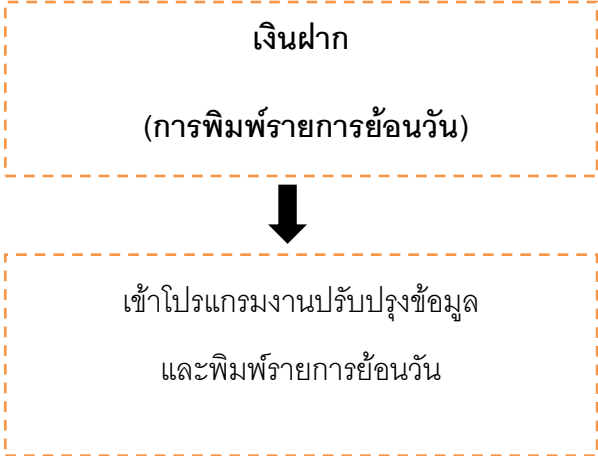 เงินฝาก
(การพิมพ์รายการย้อนวัน)
เข้าโปรแกรมงานปรับปรุงข้อมูล
และพิมพ์รายการย้อนวัน